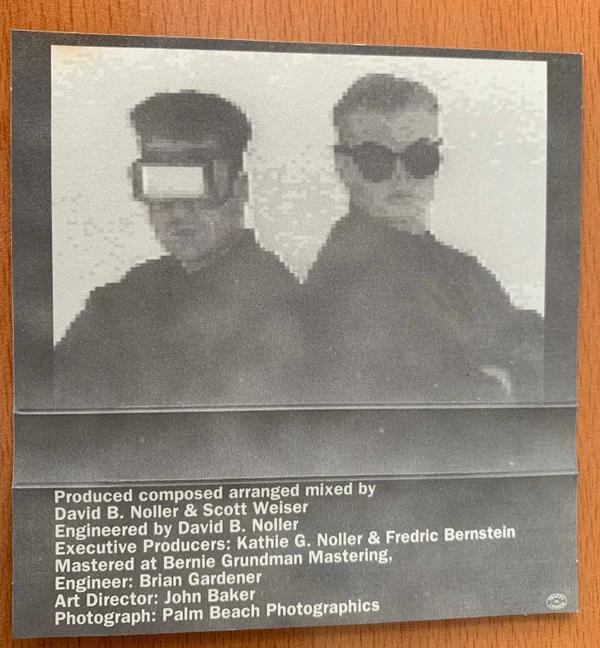 Produced composed arranged mixed by
David B. Noller & Scott Weiser
Engineered by David B. Noller
Executive Producers: Kathie G. Noller & Fredric Bernstein
Mastered at Bernie Grundman Mastering,
Engineer: Brian Gardener
Art Director: John Baker
Photograph: Palm Beach Photographics